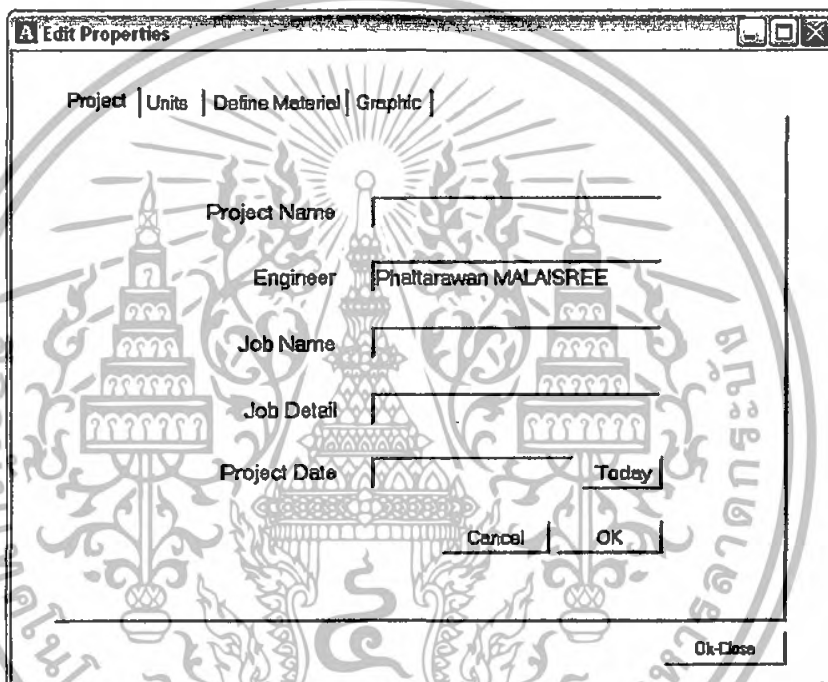 Edit Properties
Project Units Define Material Graphic
Project Name
Engineer Phattarawan MALAISREE
Job Name
Job Detail
Project Date Today
Cancel OK
Ok-Close